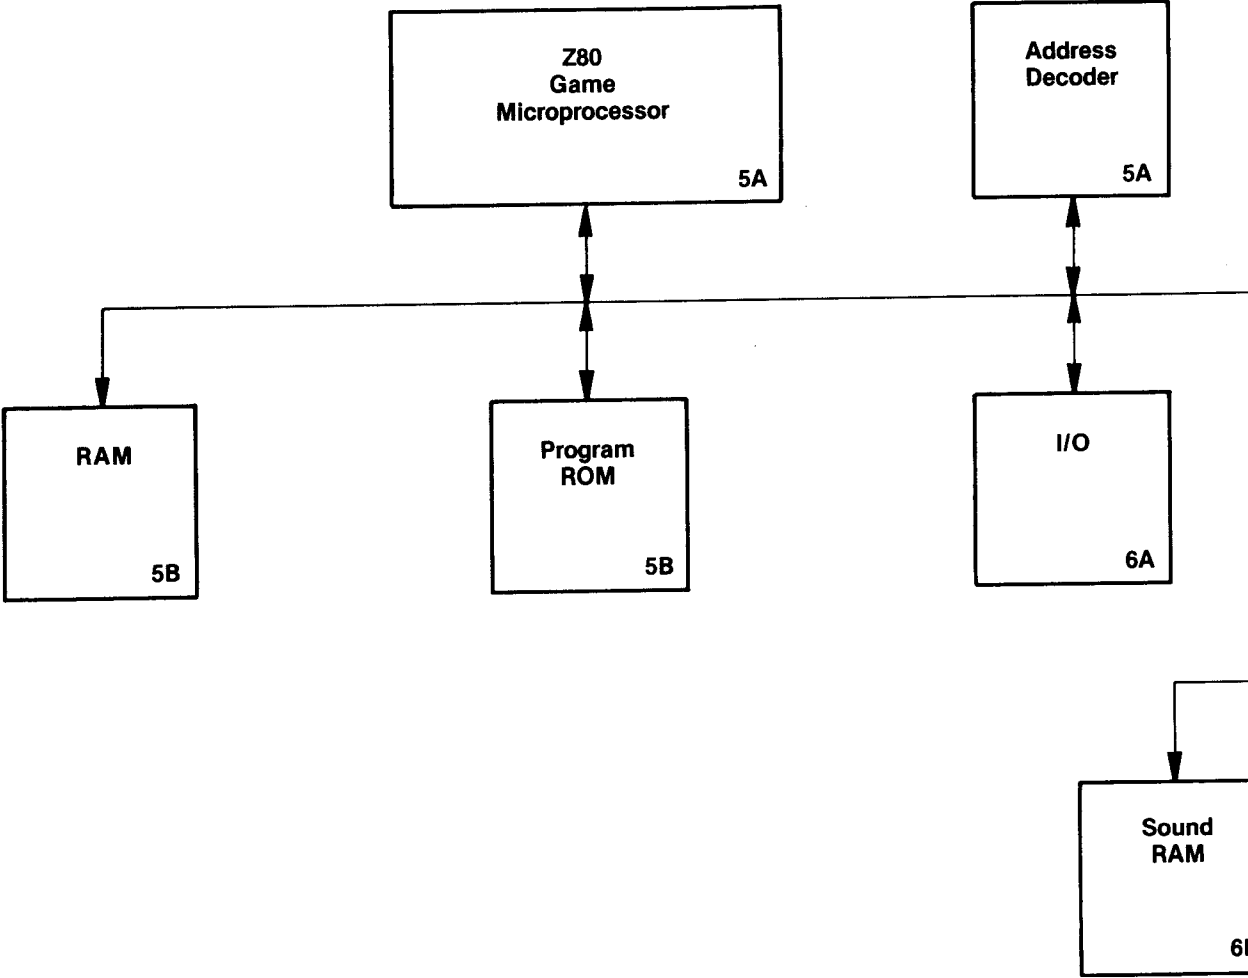 Z80
Game
Microprocessor
5A
Address
Decoder
5A
RAM
5B
Program
ROM
5B
I/O
6A
Sound
RAM